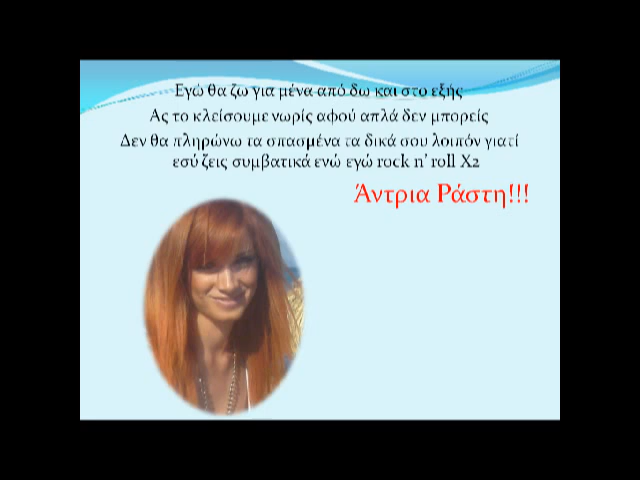 Εγώ θα ζω για μένα από δω και στο εξής
Ας το κλείσουμε νωρίς αφού απλά δεν μπορείς
Δεν θα πληρώνω τα σπασμένα τα δικά σου λοιπόν γιατί
εσύ ζεις συμβατικά ενώ εγώ rock n' roll X2
Άντρια Ράστη!!!